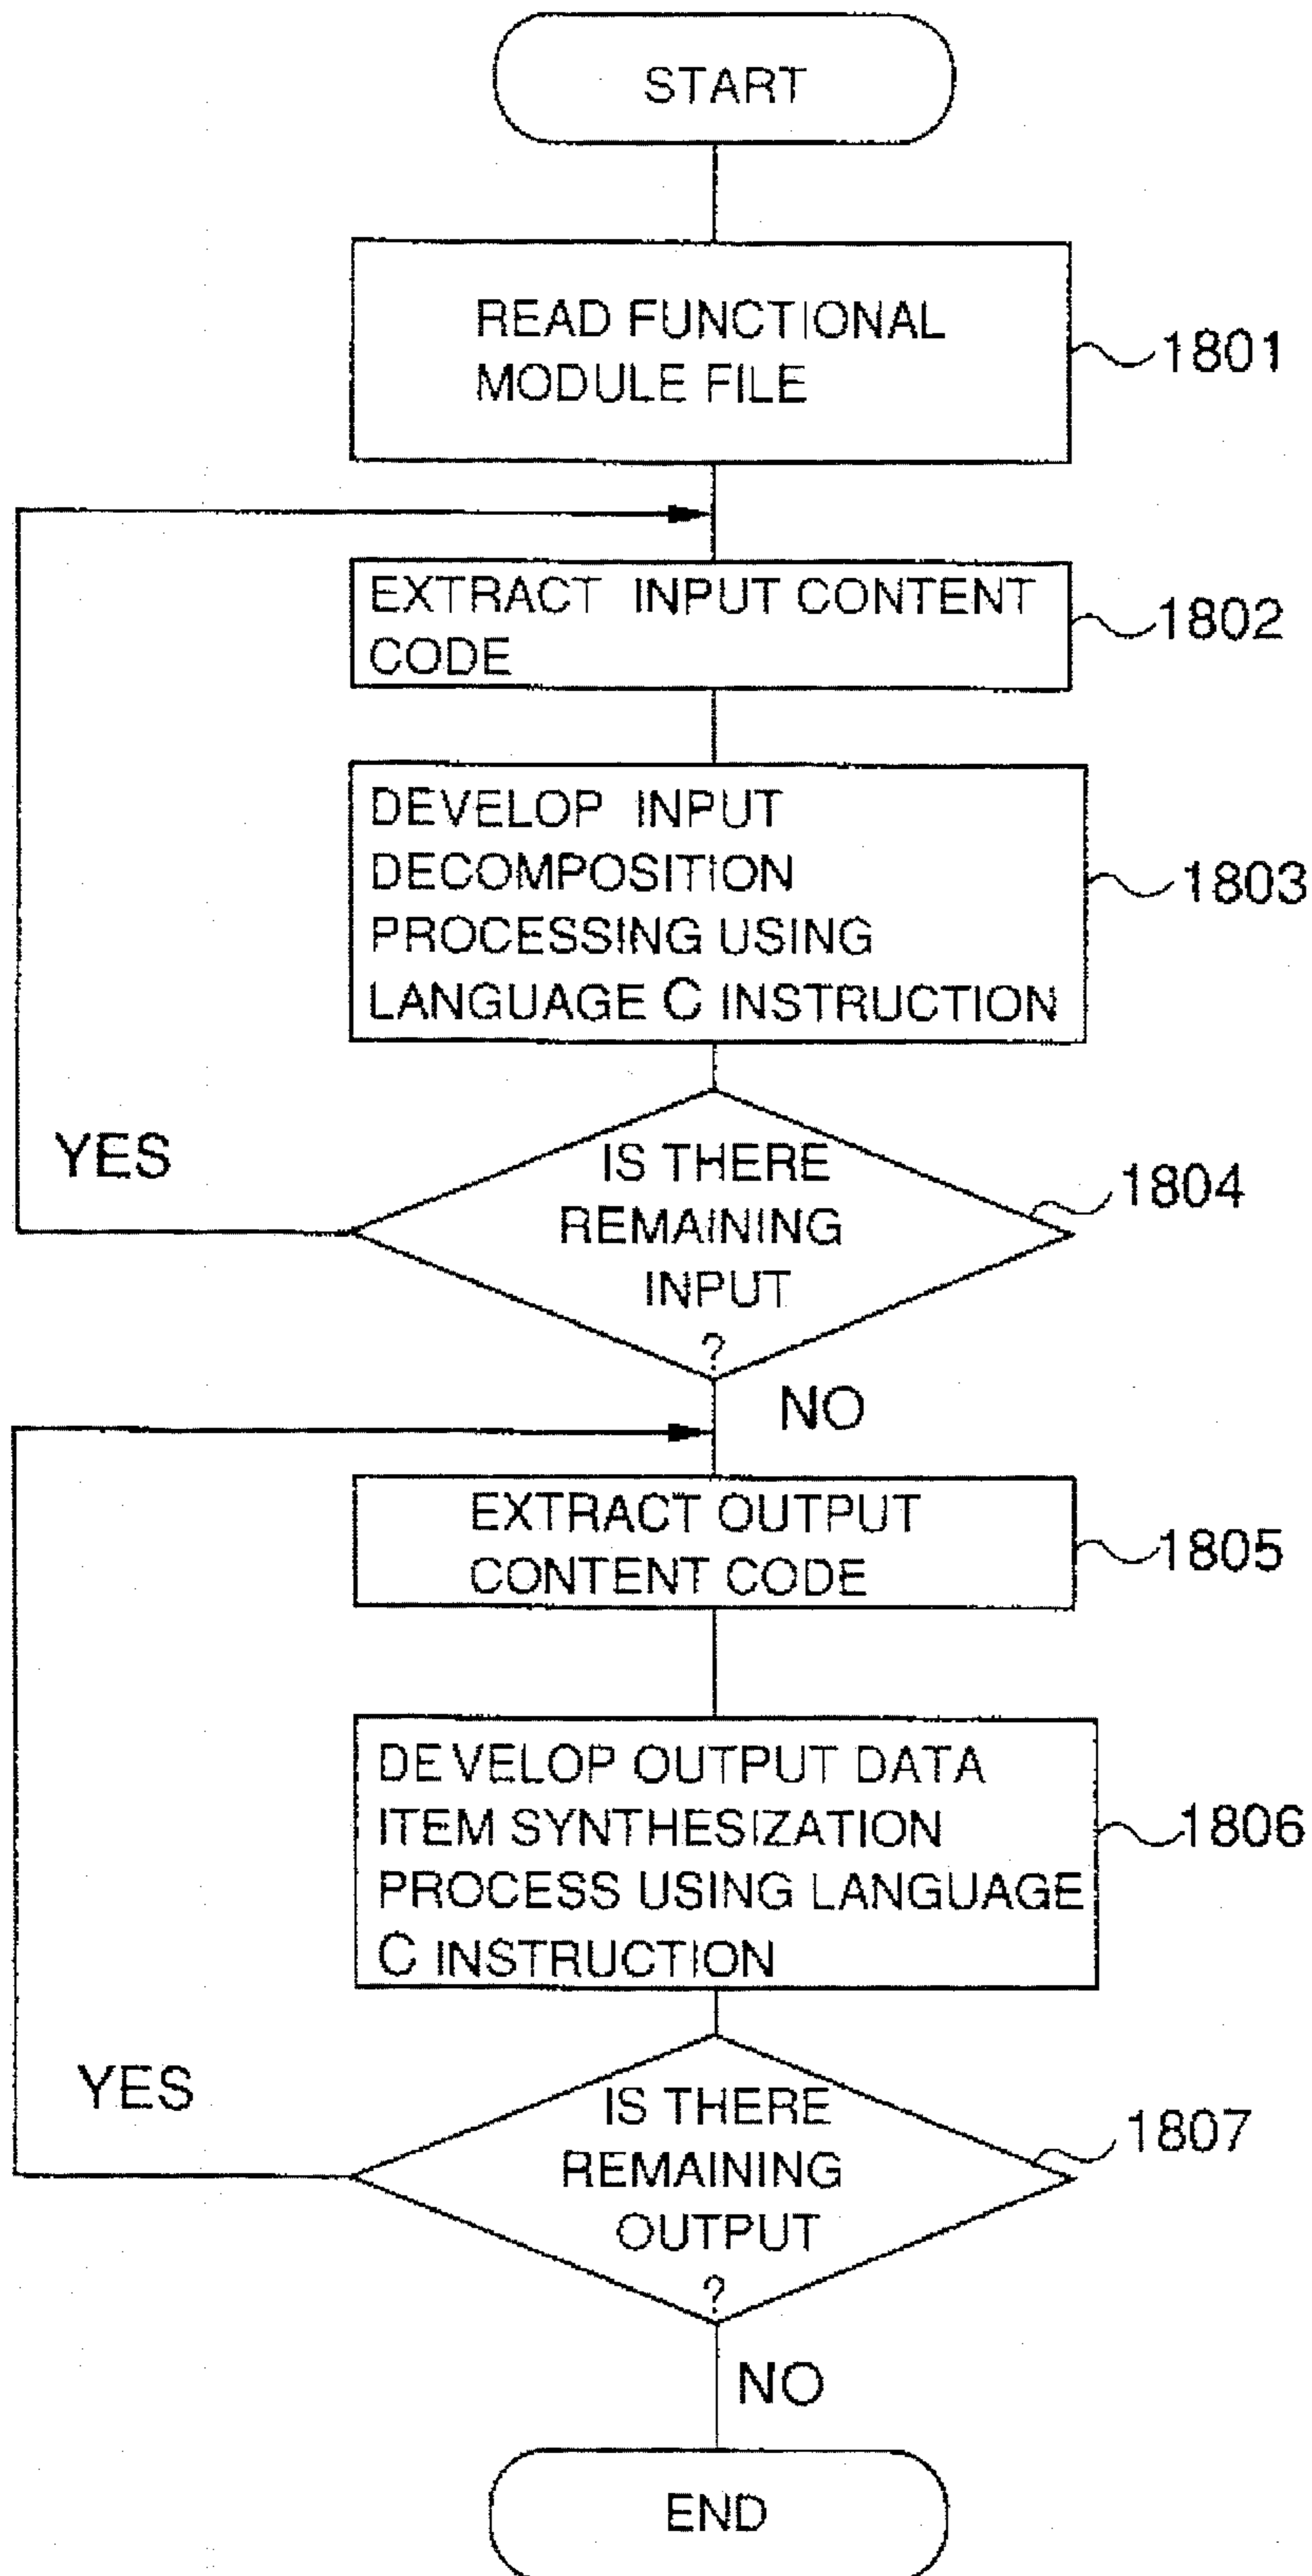 START
READ FUNCTIONAL
MODULE FILE
1801
EXTRACT INPUT CONTENT
CODE
1802
DEVELOP INPUT
DECOMPOSITION
PROCESSING USING
LANGUAGE C INSTRUCTION
1803
YES
IS THERE
REMAINING
INPUT
?
1804
NO
EXTRACT OUTPUT
CONTENT CODE
1805
DEVELOP OUTPUT DATA
ITEM SYNTHESIZATION
PROCESS USING LANGUAGE
C INSTRUCTION
1806
YES
IS THERE
REMAINING
OUTPUT
?
1807
NO
END